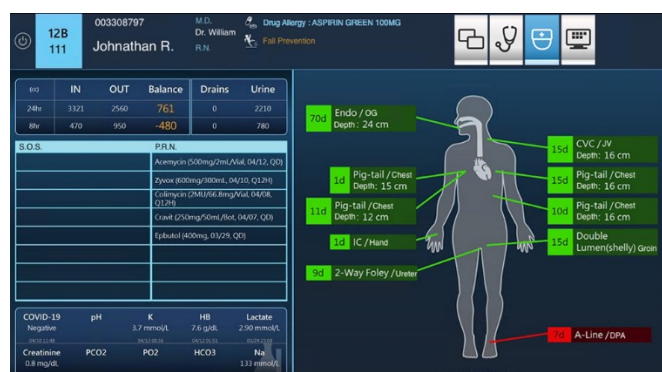 12B
111
003308797
Johnathan R.
M.D.
Dr. William
R.N.
Drug Allergy : ASPIRIN GREEN 100MG
Fall Prevention
(cc) IN OUT Balance Drains Urine
24hr 3321 2560 761 0 2210
8hr 470 950 -480 0 780
S.O.S. P.R.N.
Acemycin (500mg/2mL/Vial, 04/12, QD)
Zyvox (600mg/300mL, 04/10, Q12H)
Colimycin (2MU/66.8mg/Vial, 04/08,
Q12H)
Cravit (250mg/50mL/Bot, 04/07, QD)
Epbutol (400mg, 03/29, QD)
COVID-19 pH K HB Lactate
Negative 3.7 mmol/L 7.6 g/dL 2.90 mmol/L
Creatinine PCO2 PO2 HCO3 Na
0.8 mg/dL 133 mmol/L
70d Endo / OG
Depth : 24 cm
1d Pig-tail /Chest
Depth: 15 cm
11d Pig-tail /Chest
Depth: 12 cm
1d IC /Hand
9d 2-Way Foley /Ureter
15d CVC /JV
Depth: 16 cm
15d Pig-tail /Chest
Depth: 16 cm
10d Pig-tail /Chest
Depth: 16 cm
15d Double
Lumen(shelly) Groin
7d A-Line /DPA